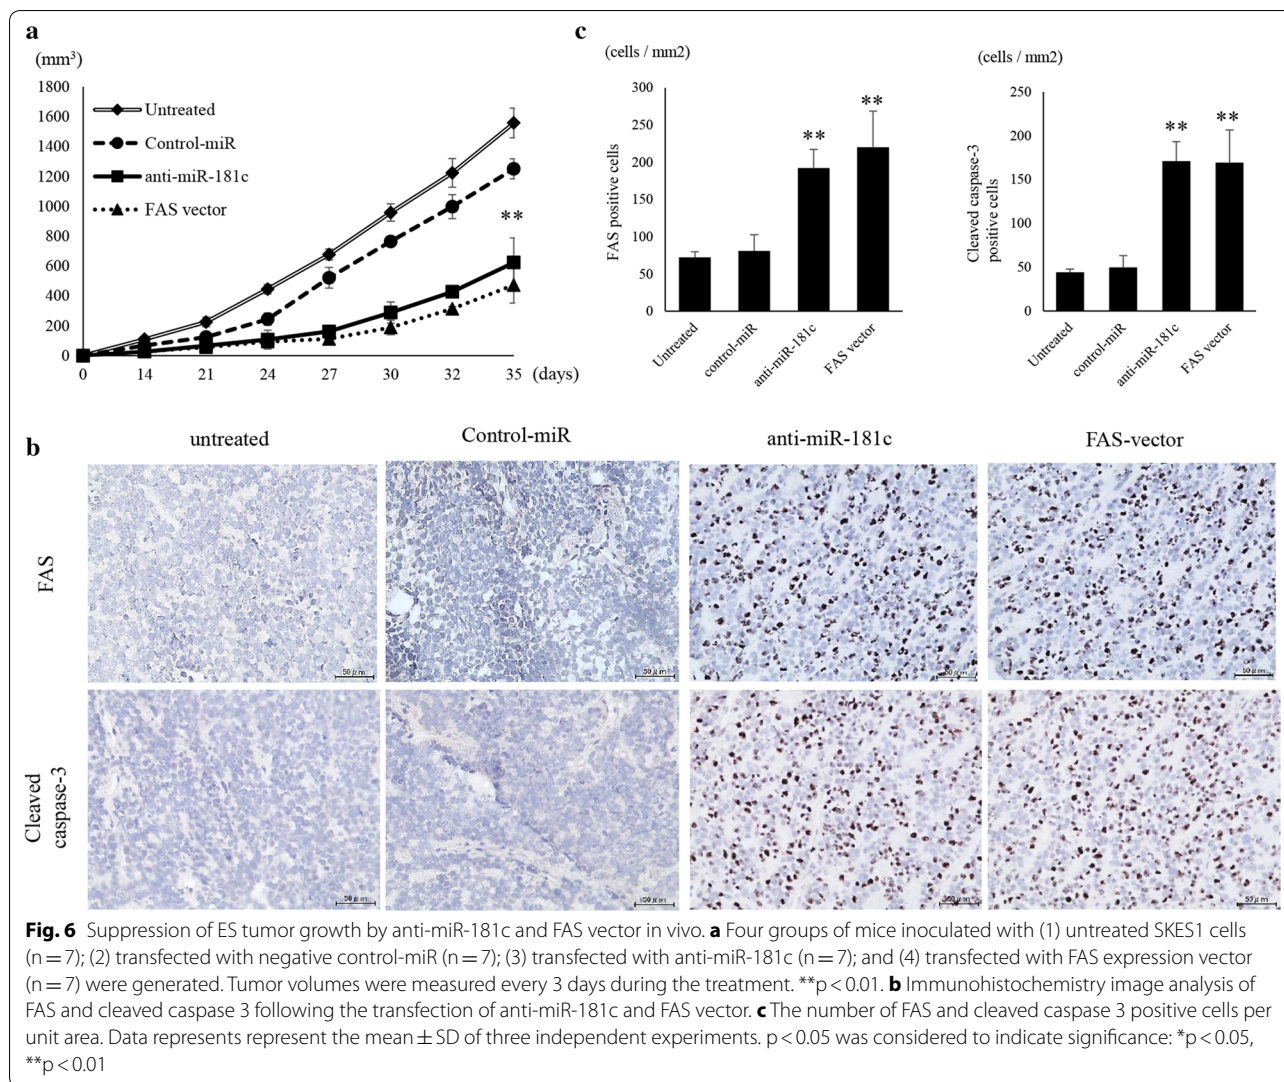 a
(mm³)
1800
1600
1400
1200
1000
800
600
400
200
0
Untreated
Control-miR
anti-miR-181c
FAS vector
**
0 14 21 24 27 30 32 35 (days)
c
(cells / mm2)
FAS positive cells
300
250
200
150
100
50
0
** **
Untreated control-miR anti-miR-181c FAS vector
(cells / mm2)
Cleaved caspase-3
positive cells
250
200
150
100
50
0
** **
Untreated control-miR anti-miR-181c FAS vector
b
untreated Control-miR anti-miR-181c FAS-vector
FAS
50μm 50μm 50μm 50μm
Cleaved
caspase-3
50μm 50μm 50μm 50μm
Fig. 6 Suppression of ES tumor growth by anti-miR-181c and FAS vector in vivo. a Four groups of mice inoculated with (1) untreated SKES1 cells
(n = 7); (2) transfected with negative control-miR (n = 7); (3) transfected with anti-miR-181c (n = 7); and (4) transfected with FAS expression vector
(n = 7) were generated. Tumor volumes were measured every 3 days during the treatment. **p < 0.01. b Immunohistochemistry image analysis of
FAS and cleaved caspase 3 following the transfection of anti-miR-181c and FAS vector. c The number of FAS and cleaved caspase 3 positive cells per
unit area. Data represents represent the mean ± SD of three independent experiments. p < 0.05 was considered to indicate significance: *p < 0.05,
**p < 0.01